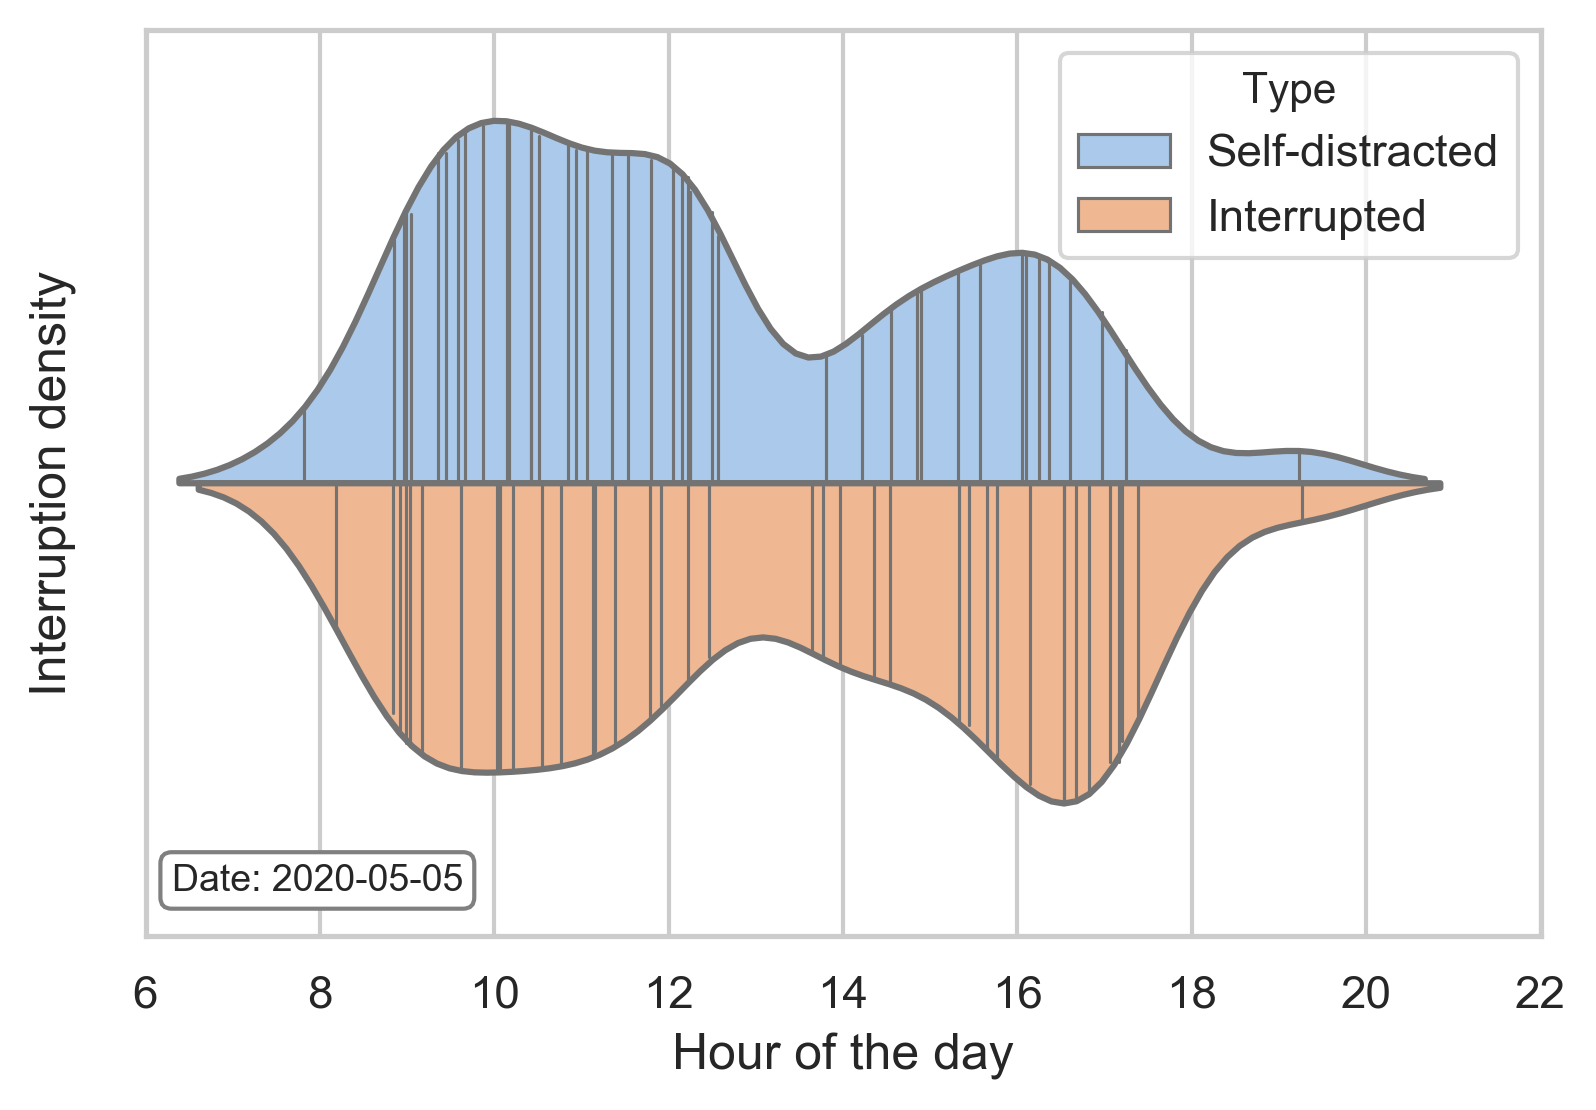 Type
Self-distracted
Interrupted
Interruption density
Date: 2020-05-05
6 8 10 12 14 16 18 20 22
Hour of the day